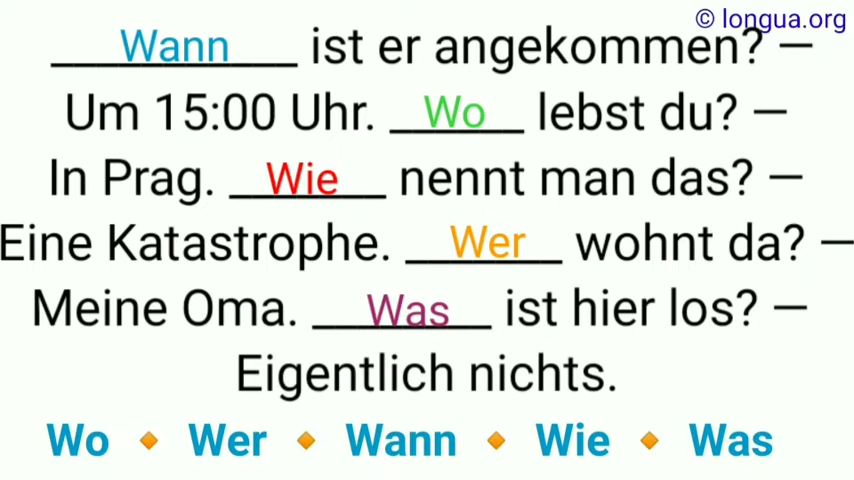 © longua.org
Wann ist er angekommen? —
Um 15:00 Uhr. Wo lebst du? —
In Prag. Wie nennt man das? —
Eine Katastrophe. Wer wohnt da? —
Meine Oma. Was ist hier los? —
Eigentlich nichts.
Wo 🔸 Wer 🔸 Wann 🔸 Wie 🔸 Was